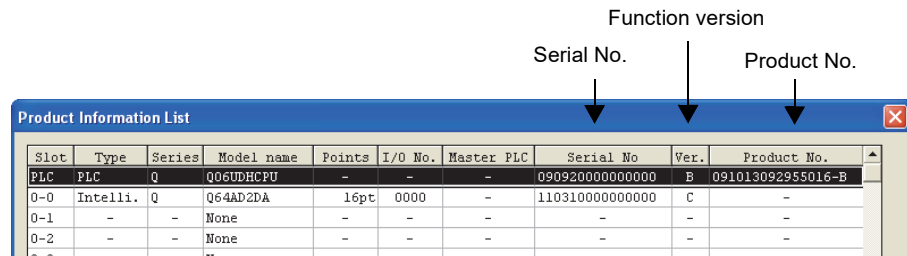 Function version
Serial No.
Product No.
Product Information List
Slot Type Series Model name Points I/O No. Master PLC Serial No Ver. Product No.
PLC PLC Q Q06UDHCPU - - - 090920000000000 B 091013092955016-B
0-0 Intelli. Q Q64AD2DA 16pt 0000 - 110310000000000 C -
0-1 - - None - - - - - -
0-2 - - None - - - - - -